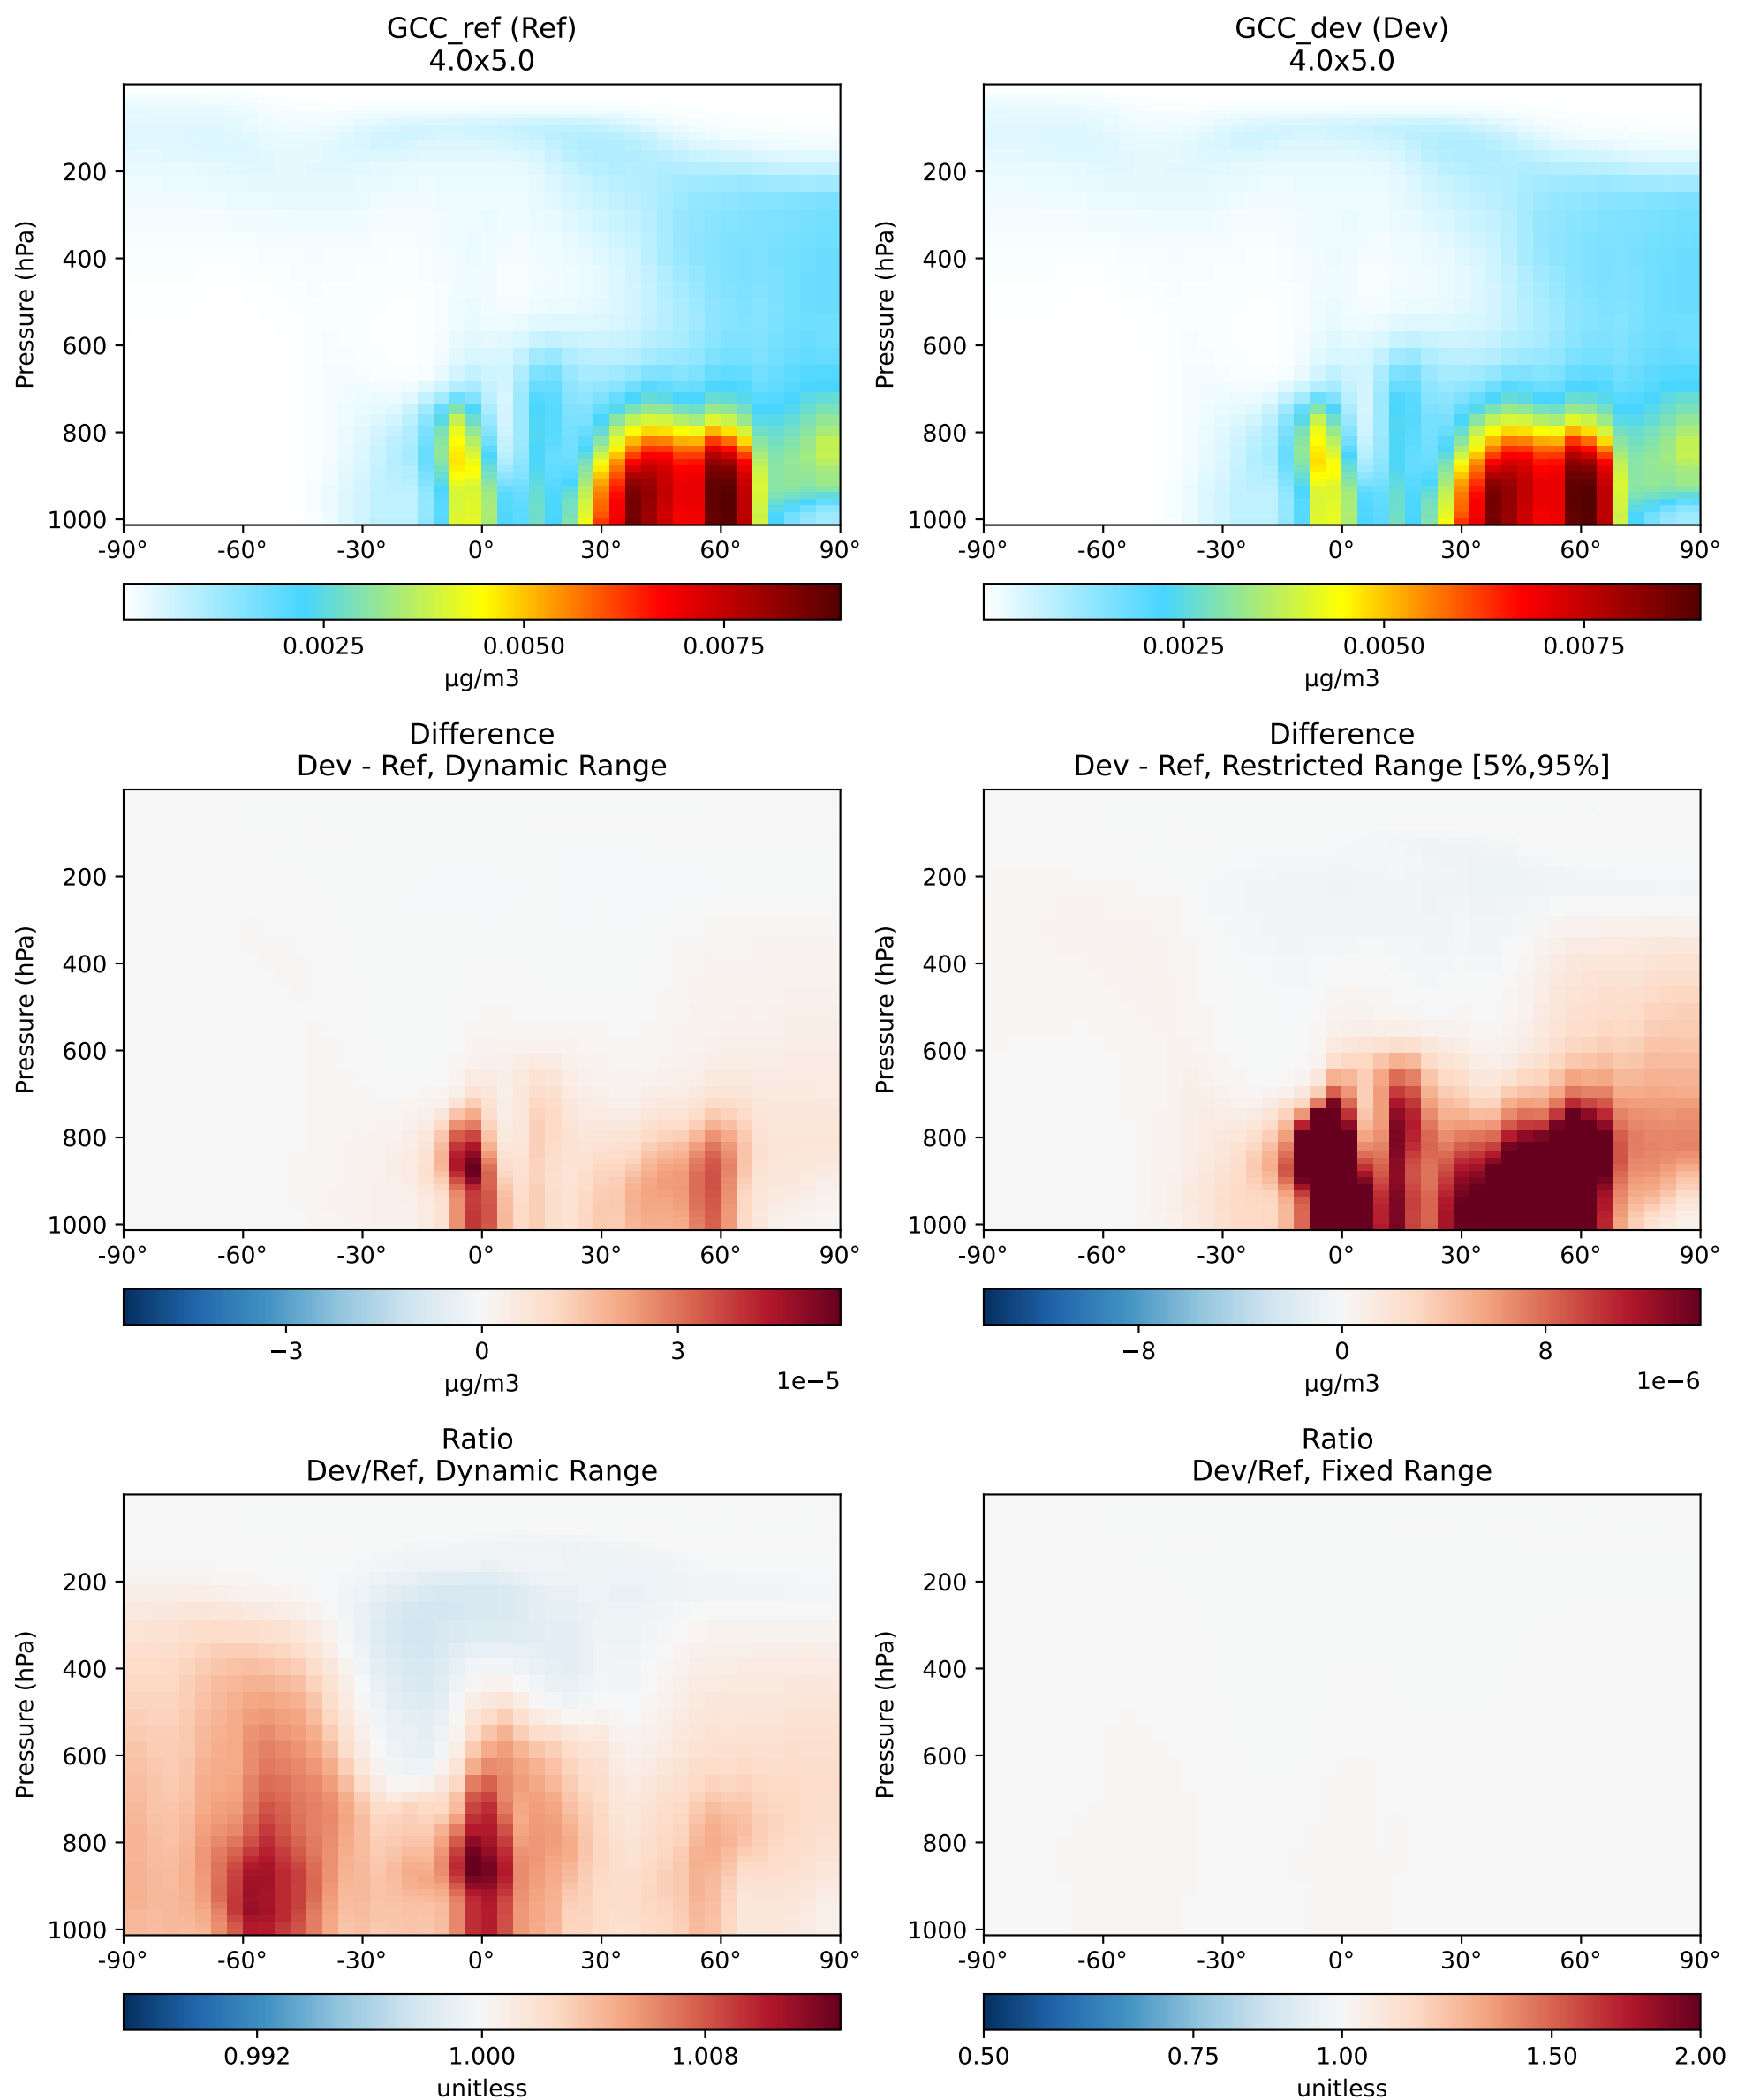 GCC_ref (Ref)
4.0x5.0
Pressure (hPa)
200
400
600
800
1000
-90° -60° -30° 0° 30° 60° 90°
0.0025 0.0050 0.0075
µg/m3
GCC_dev (Dev)
4.0x5.0
Pressure (hPa)
200
400
600
800
1000
-90° -60° -30° 0° 30° 60° 90°
0.0025 0.0050 0.0075
µg/m3
Difference
Dev - Ref, Dynamic Range
Pressure (hPa)
200
400
600
800
1000
-90° -60° -30° 0° 30° 60° 90°
−3 0 3
µg/m3
1e−5
Difference
Dev - Ref, Restricted Range [5%,95%]
Pressure (hPa)
200
400
600
800
1000
-90° -60° -30° 0° 30° 60° 90°
−8 0 8
µg/m3
1e−6
Ratio
Dev/Ref, Dynamic Range
Pressure (hPa)
200
400
600
800
1000
-90° -60° -30° 0° 30° 60° 90°
0.992 1.000 1.008
unitless
Ratio
Dev/Ref, Fixed Range
Pressure (hPa)
200
400
600
800
1000
-90° -60° -30° 0° 30° 60° 90°
0.50 0.75 1.00 1.50 2.00
unitless